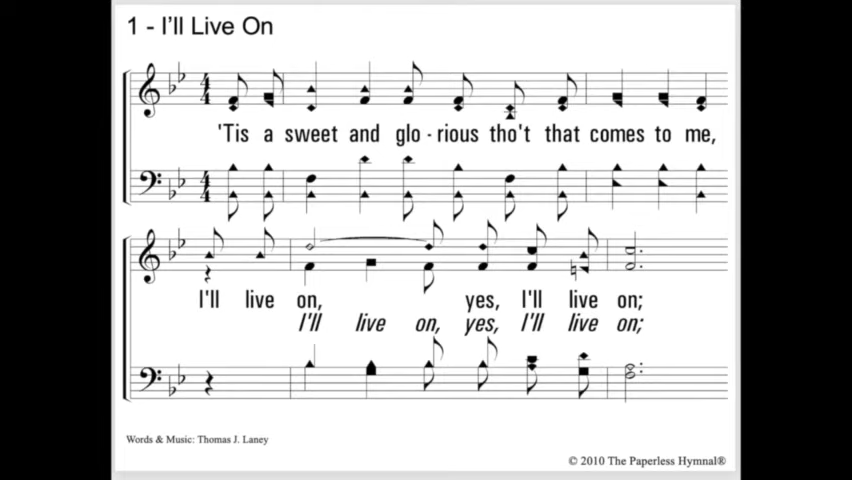 1 - I'll Live On
'Tis a sweet and glo - rious tho't that comes to me,
I'll live on, yes, I'll live on;
I'll live on, yes, I'll live on;
Words & Music: Thomas J. Laney
© 2010 The Paperless Hymnal®